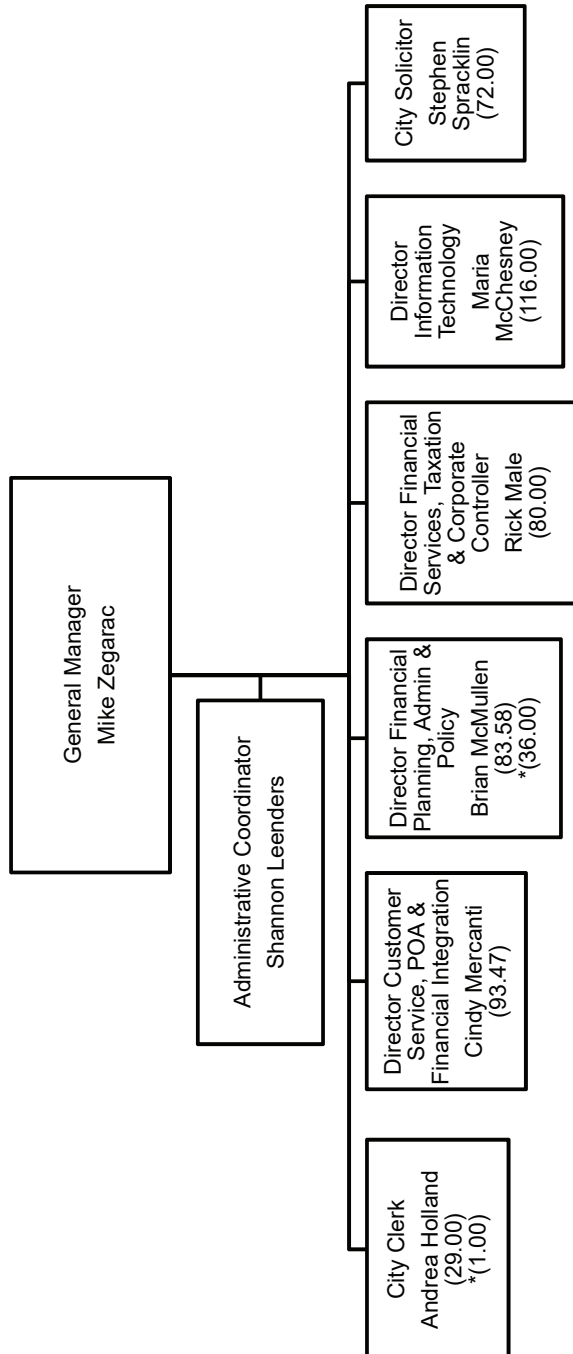 General Manager
Mike Zegarac
Administrative Coordinator
Shannon Leenders
City Clerk
Andrea Holland
(29.00)
*(1.00)
Director Customer
Service, POA &
Financial Integration
Cindy Mercanti
(93.47)
Director Financial
Planning, Admin &
Policy
Brian McMullen
(83.58)
*(36.00)
Director Financial
Services, Taxation
& Corporate
Controller
Rick Male
(80.00)
Director
Information
Technology
Maria
McChesney
(116.00)
City Solicitor
Stephen
Spracklin
(72.00)